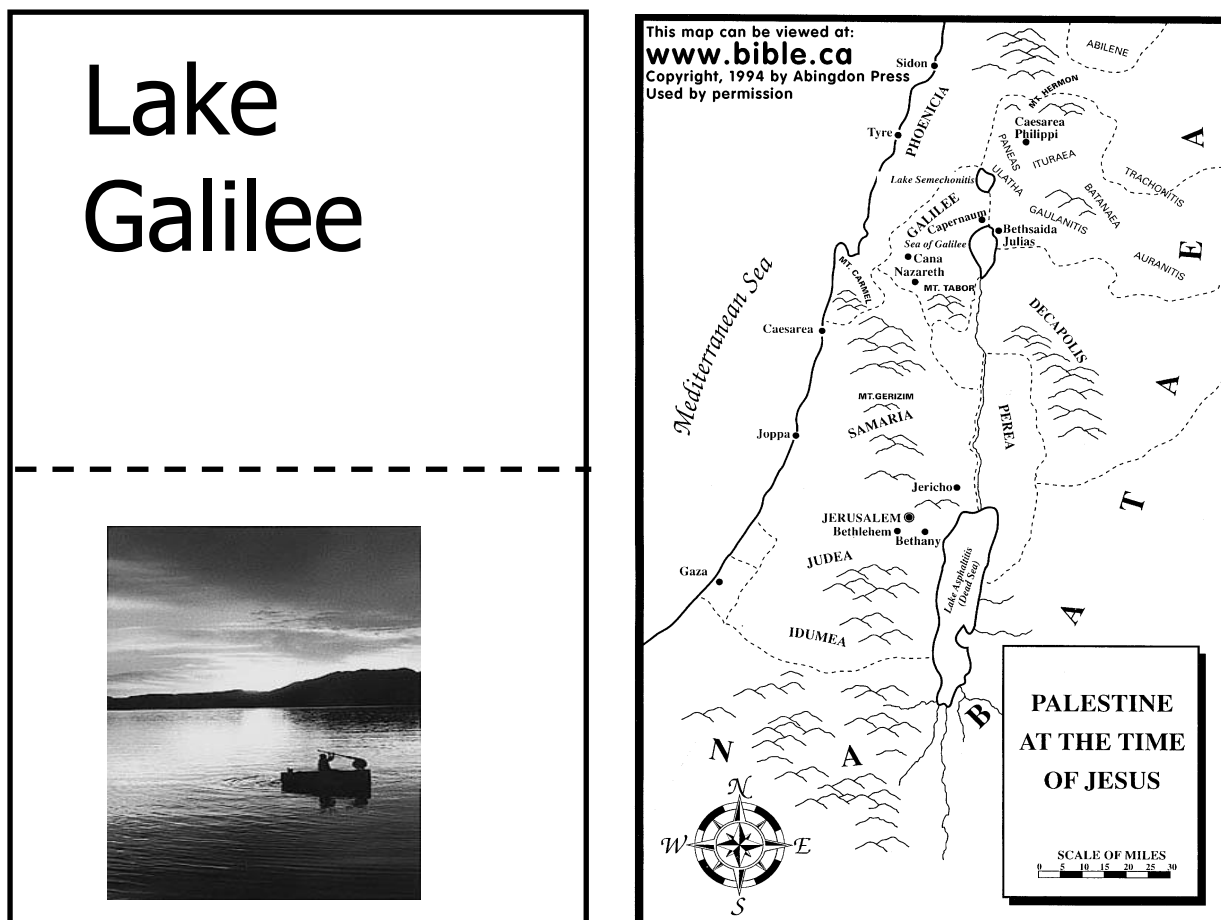 Lake
Galilee
This map can be viewed at:
www.bible.ca
Copyright, 1994 by Abingdon Press
Used by permission
ABILENE
Sidon
MT. HERMON
PHOENICIA
Caesarea
Philippi
Tyre
PANEAS
ITURAEA
A
Lake Semechonitis
ULATHA
TRACHONITIS
BATANAEA
GALILEE
Capernaum
GAULANITIS
Bethsaida
Julias
Sea of Galilee
E
Cana
AURANITIS
Nazareth
MT. CARMEL
MT. TABOR
Mediterranean Sea
Caesarea
DECAPOLIS
A
MT.GERIZIM
SAMARIA
PEREA
Joppa
Jericho
T
JERUSALEM
Bethlehem
Bethany
JUDEA
Gaza
Lake Asphaltitis
(Dead Sea)
A
IDUMEA
B
N
A
PALESTINE
AT THE TIME
OF JESUS
N
W
E
S
SCALE OF MILES
0 5 10 15 20 25 30